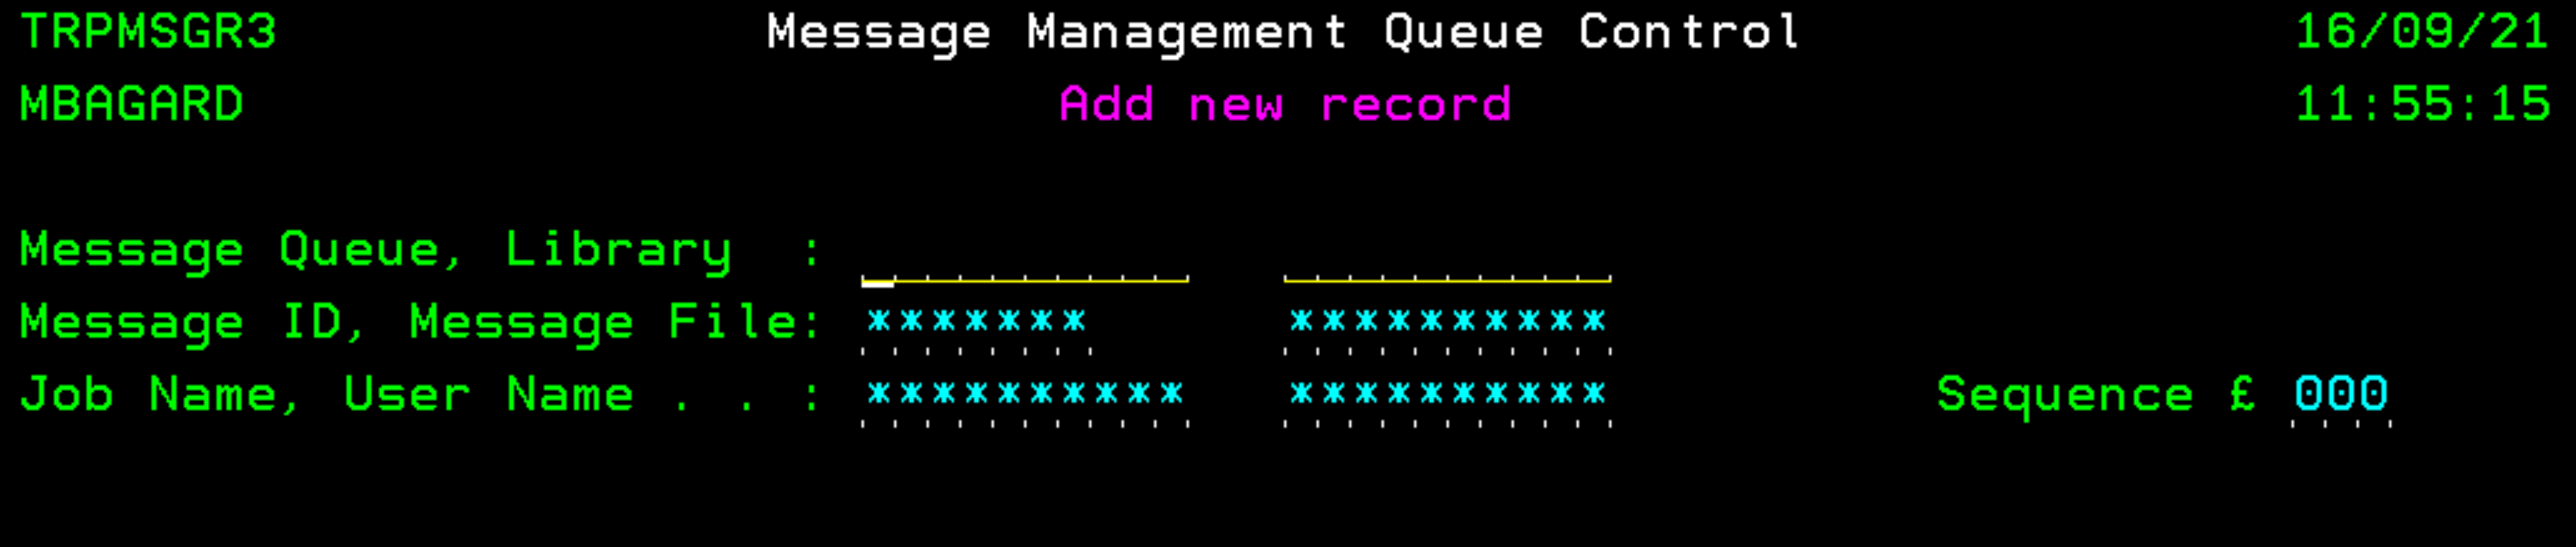 TRPMSGR3 Message Management Queue Control 16/09/21
MBAGARD Add new record 11:55:15
Message Queue, Library :
Message ID, Message File: ******* **********
Job Name, User Name . . : ********** ********** Sequence £ 000